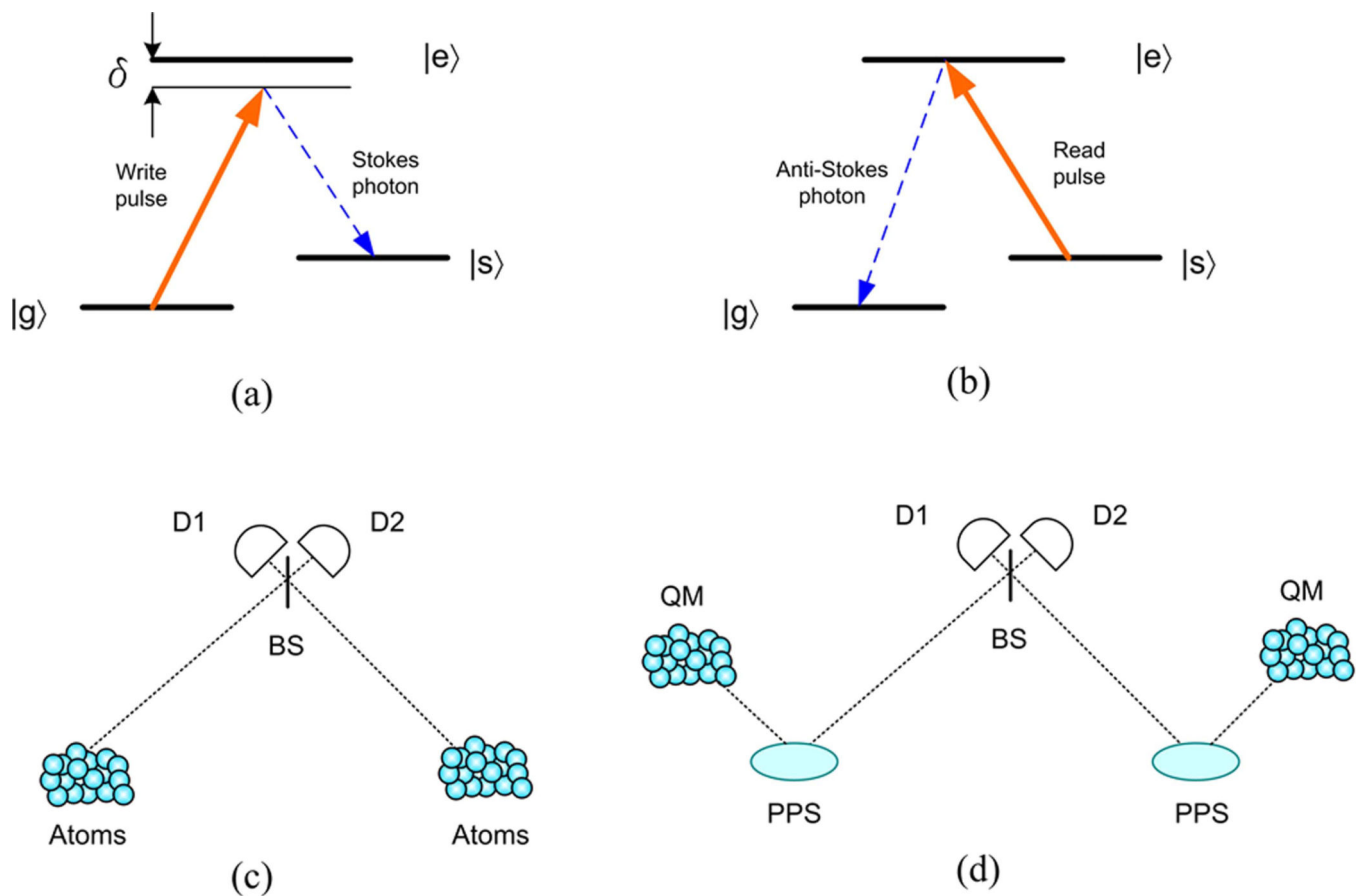 |e⟩
δ
Write
pulse
Stokes
photon
|s⟩
|g⟩
(a)
|e⟩
Anti-Stokes
photon
Read
pulse
|s⟩
|g⟩
(b)
D1
D2
BS
Atoms
Atoms
(c)
D1
D2
QM
QM
BS
PPS
PPS
(d)